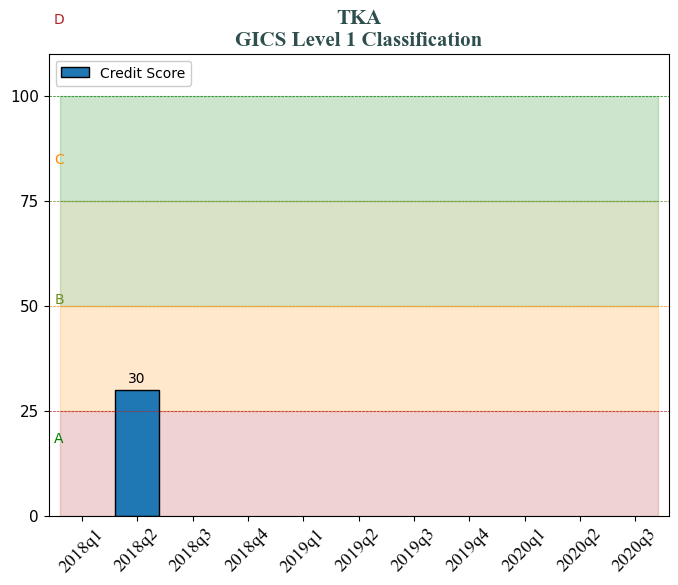 D
TKA
GICS Level 1 Classification
Credit Score
100
C
75
B
50
30
25
A
0
2018q1 2018q2 2018q3 2018q4 2019q1 2019q2 2019q3 2019q4 2020q1 2020q2 2020q3